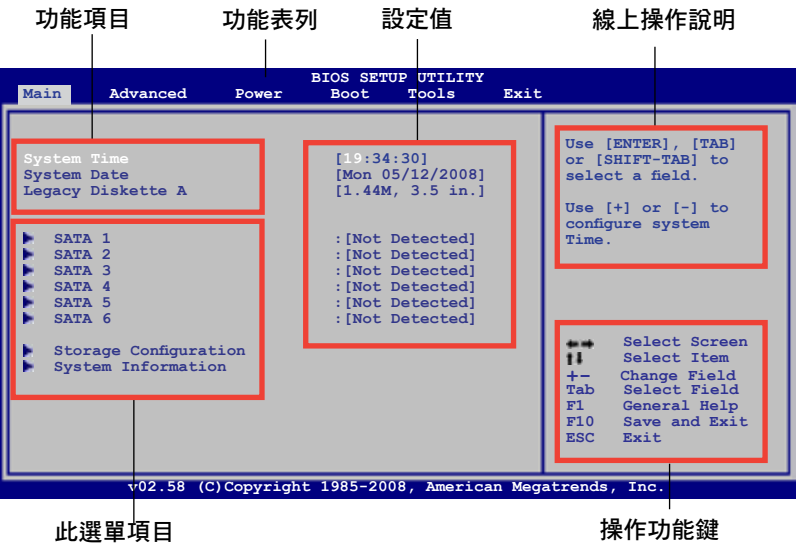 功能項目 功能表列 設定值 線上操作說明
BIOS SETUP UTILITY
Main Advanced Power Boot Tools Exit
System Time [19:34:30]
System Date [Mon 05/12/2008]
Legacy Diskette A [1.44M, 3.5 in.]
SATA 1 :[Not Detected]
SATA 2 :[Not Detected]
SATA 3 :[Not Detected]
SATA 4 :[Not Detected]
SATA 5 :[Not Detected]
SATA 6 :[Not Detected]
Storage Configuration
System Information
Use [ENTER], [TAB]
or [SHIFT-TAB] to
select a field.
Use [+] or [-] to
configure system
Time.
←→ Select Screen
↑↓ Select Item
+- Change Field
Tab Select Field
F1 General Help
F10 Save and Exit
ESC Exit
v02.58 (C)Copyright 1985-2008, American Megatrends, Inc.
此選單項目 操作功能鍵